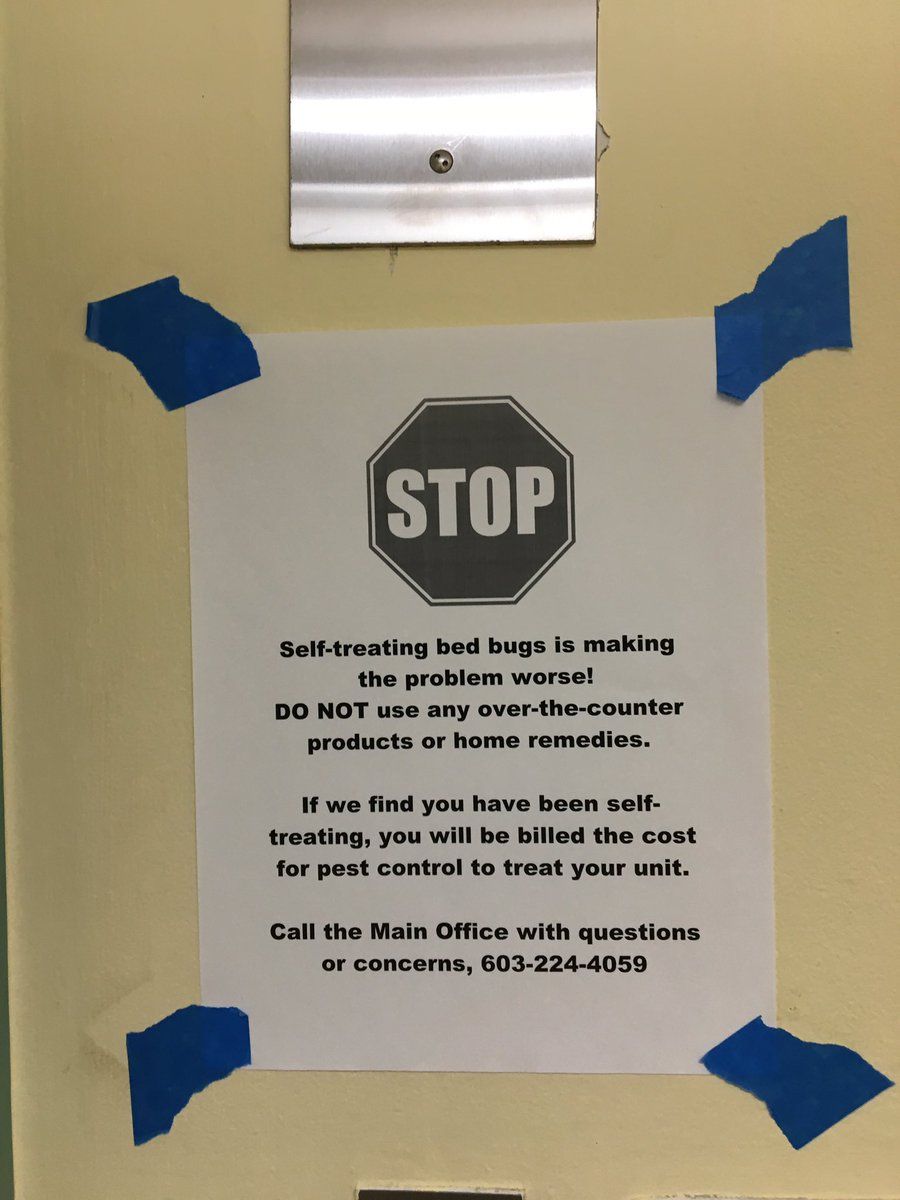 STOP
Self-treating bed bugs is making
the problem worse!
DO NOT use any over-the-counter
products or home remedies.
If we find you have been self-
treating, you will be billed the cost
for pest control to treat your unit.
Call the Main Office with questions
or concerns, 603-224-4059